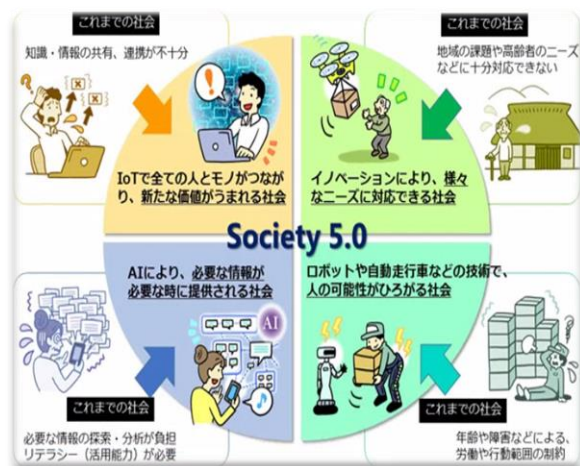 これまでの社会
知識・情報の共有、連携が不十分
これまでの社会
地域の課題や高齢者のニーズ
などに十分対応できない
IoTで全ての人とモノがつなが
り、新たな価値がうまれる社会
イノベーションにより、様々
なニーズに対応できる社会
Society 5.0
AIにより、必要な情報が
必要な時に提供される社会
ロボットや自動走行車などの技術で、
人の可能性がひろがる社会
AI
これまでの社会
必要な情報の探索・分析が負担
リテラシー（活用能力）が必要
これまでの社会
年齢や障害などによる、
労働や行動範囲の制約